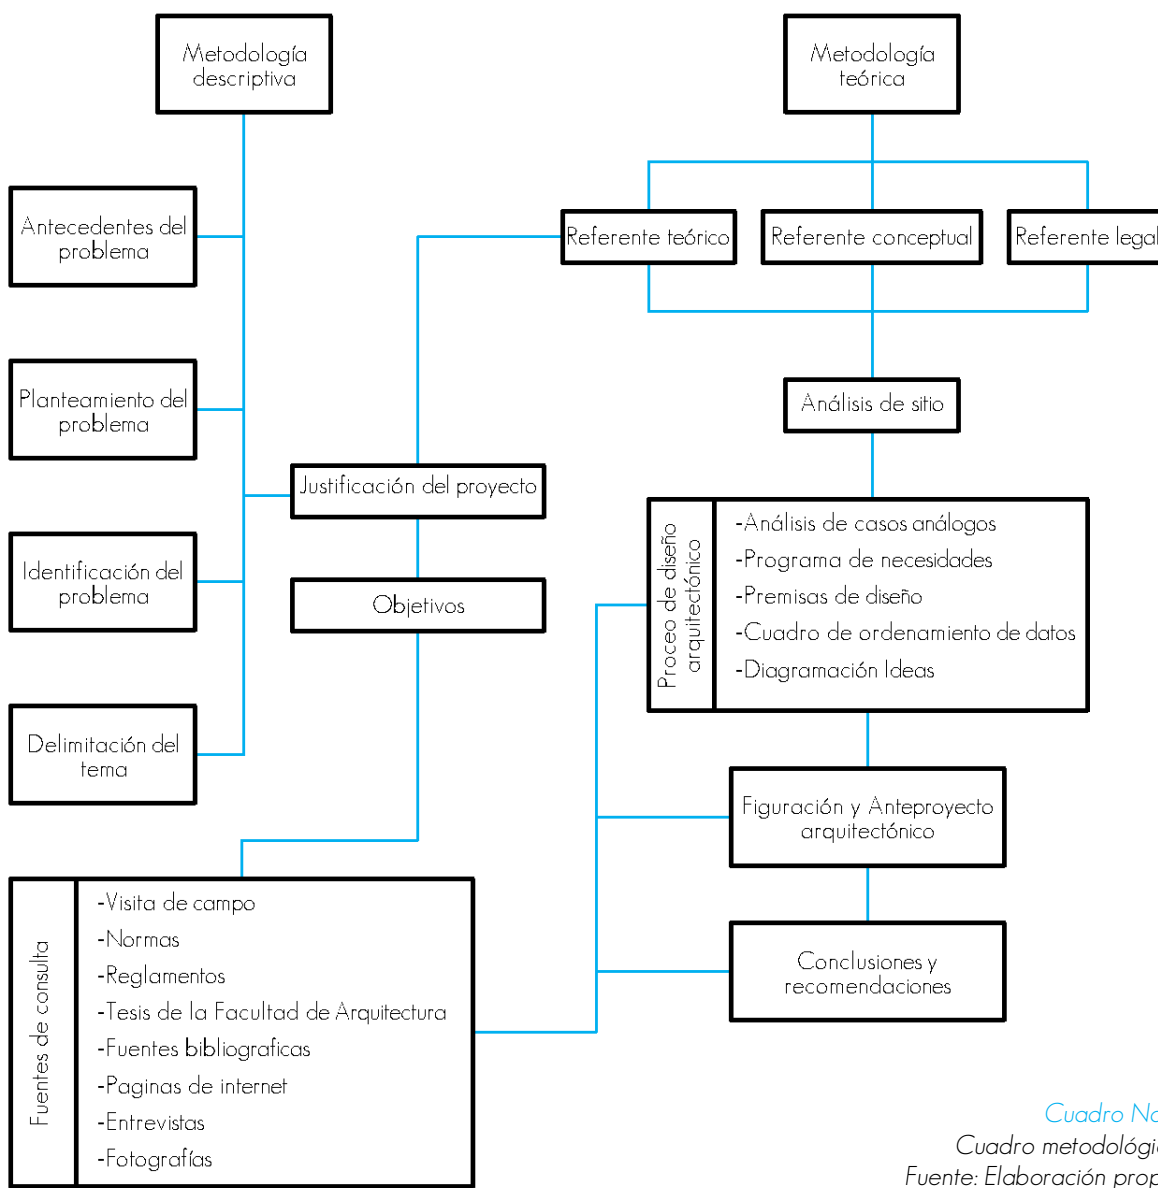 Metodología
descriptiva
Antecedentes del
problema
Planteamiento del
problema
Identificación del
problema
Delimitación del
tema
Justificación del proyecto
Objetivos
Fuentes de consulta
-Visita de campo
-Normas
-Reglamentos
-Tesis de la Facultad de Arquitectura
-Fuentes bibliograficas
-Paginas de internet
-Entrevistas
-Fotografías
Metodología
teórica
Referente teórico
Referente conceptual
Referente legal
Análisis de sitio
Proceo de diseño
arquitectónico
-Análisis de casos análogos
-Programa de necesidades
-Premisas de diseño
-Cuadro de ordenamiento de datos
-Diagramación Ideas
Figuración y Anteproyecto
arquitectónico
Conclusiones y
recomendaciones
Cuadro No
Cuadro metodológi
Fuente: Elaboración prop